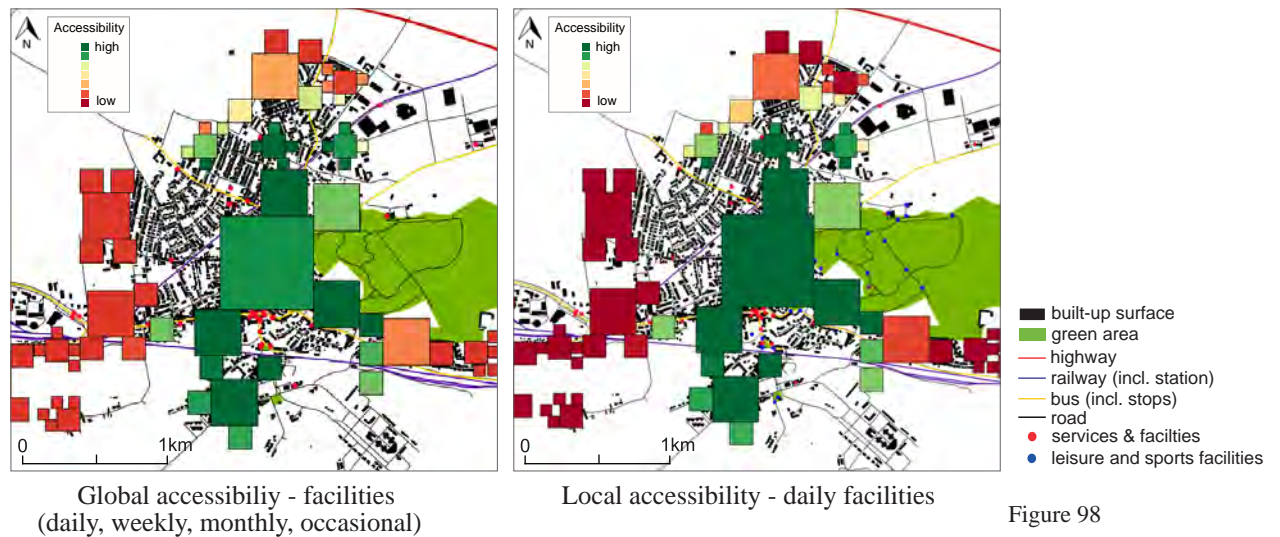 Accessibility
high
low
N
0
1km
Accessibility
high
low
N
0
1km
built-up surface
green area
highway
railway (incl. station)
bus (incl. stops)
road
services & facilties
leisure and sports facilities
Global accessibiliy - facilities
(daily, weekly, monthly, occasional)
Local accessibility - daily facilities
Figure 98